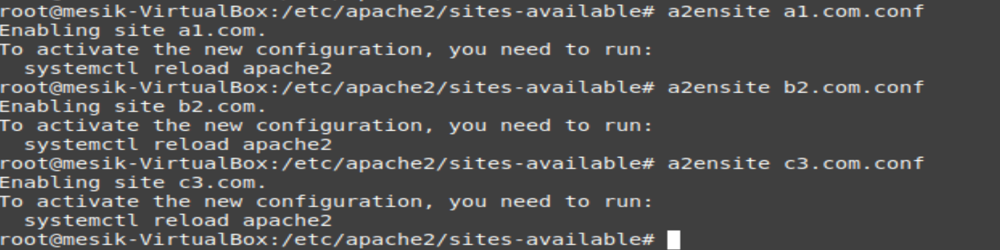 root@mesik-VirtualBox:/etc/apache2/sites-available# a2ensite a1.com.conf
Enabling site a1.com.
To activate the new configuration, you need to run:
  systemctl reload apache2
root@mesik-VirtualBox:/etc/apache2/sites-available# a2ensite b2.com.conf
Enabling site b2.com.
To activate the new configuration, you need to run:
  systemctl reload apache2
root@mesik-VirtualBox:/etc/apache2/sites-available# a2ensite c3.com.conf
Enabling site c3.com.
To activate the new configuration, you need to run:
  systemctl reload apache2
root@mesik-VirtualBox:/etc/apache2/sites-available#